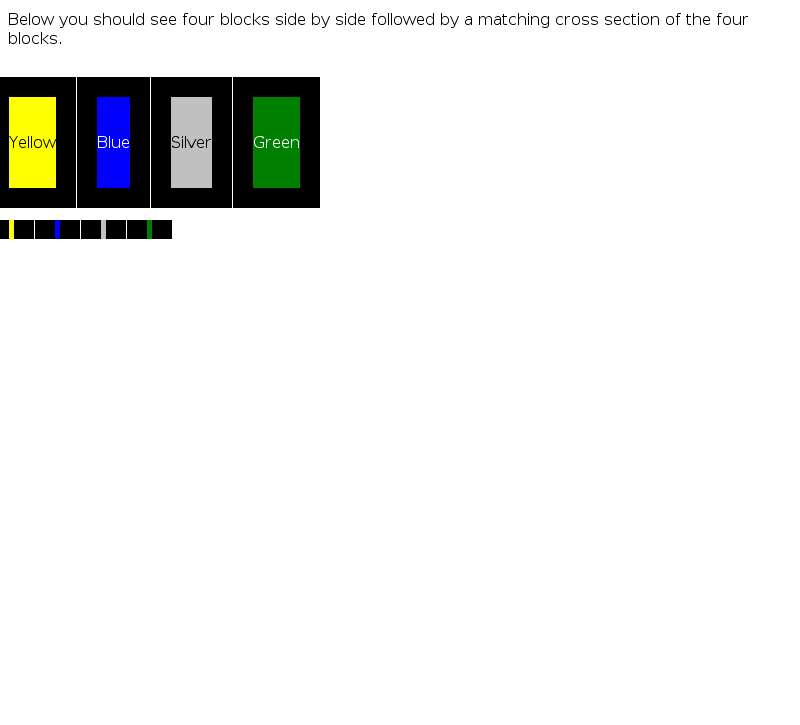 Below you should see four blocks side by side followed by a matching cross section of the four
blocks.
Yellow Blue Silver Green